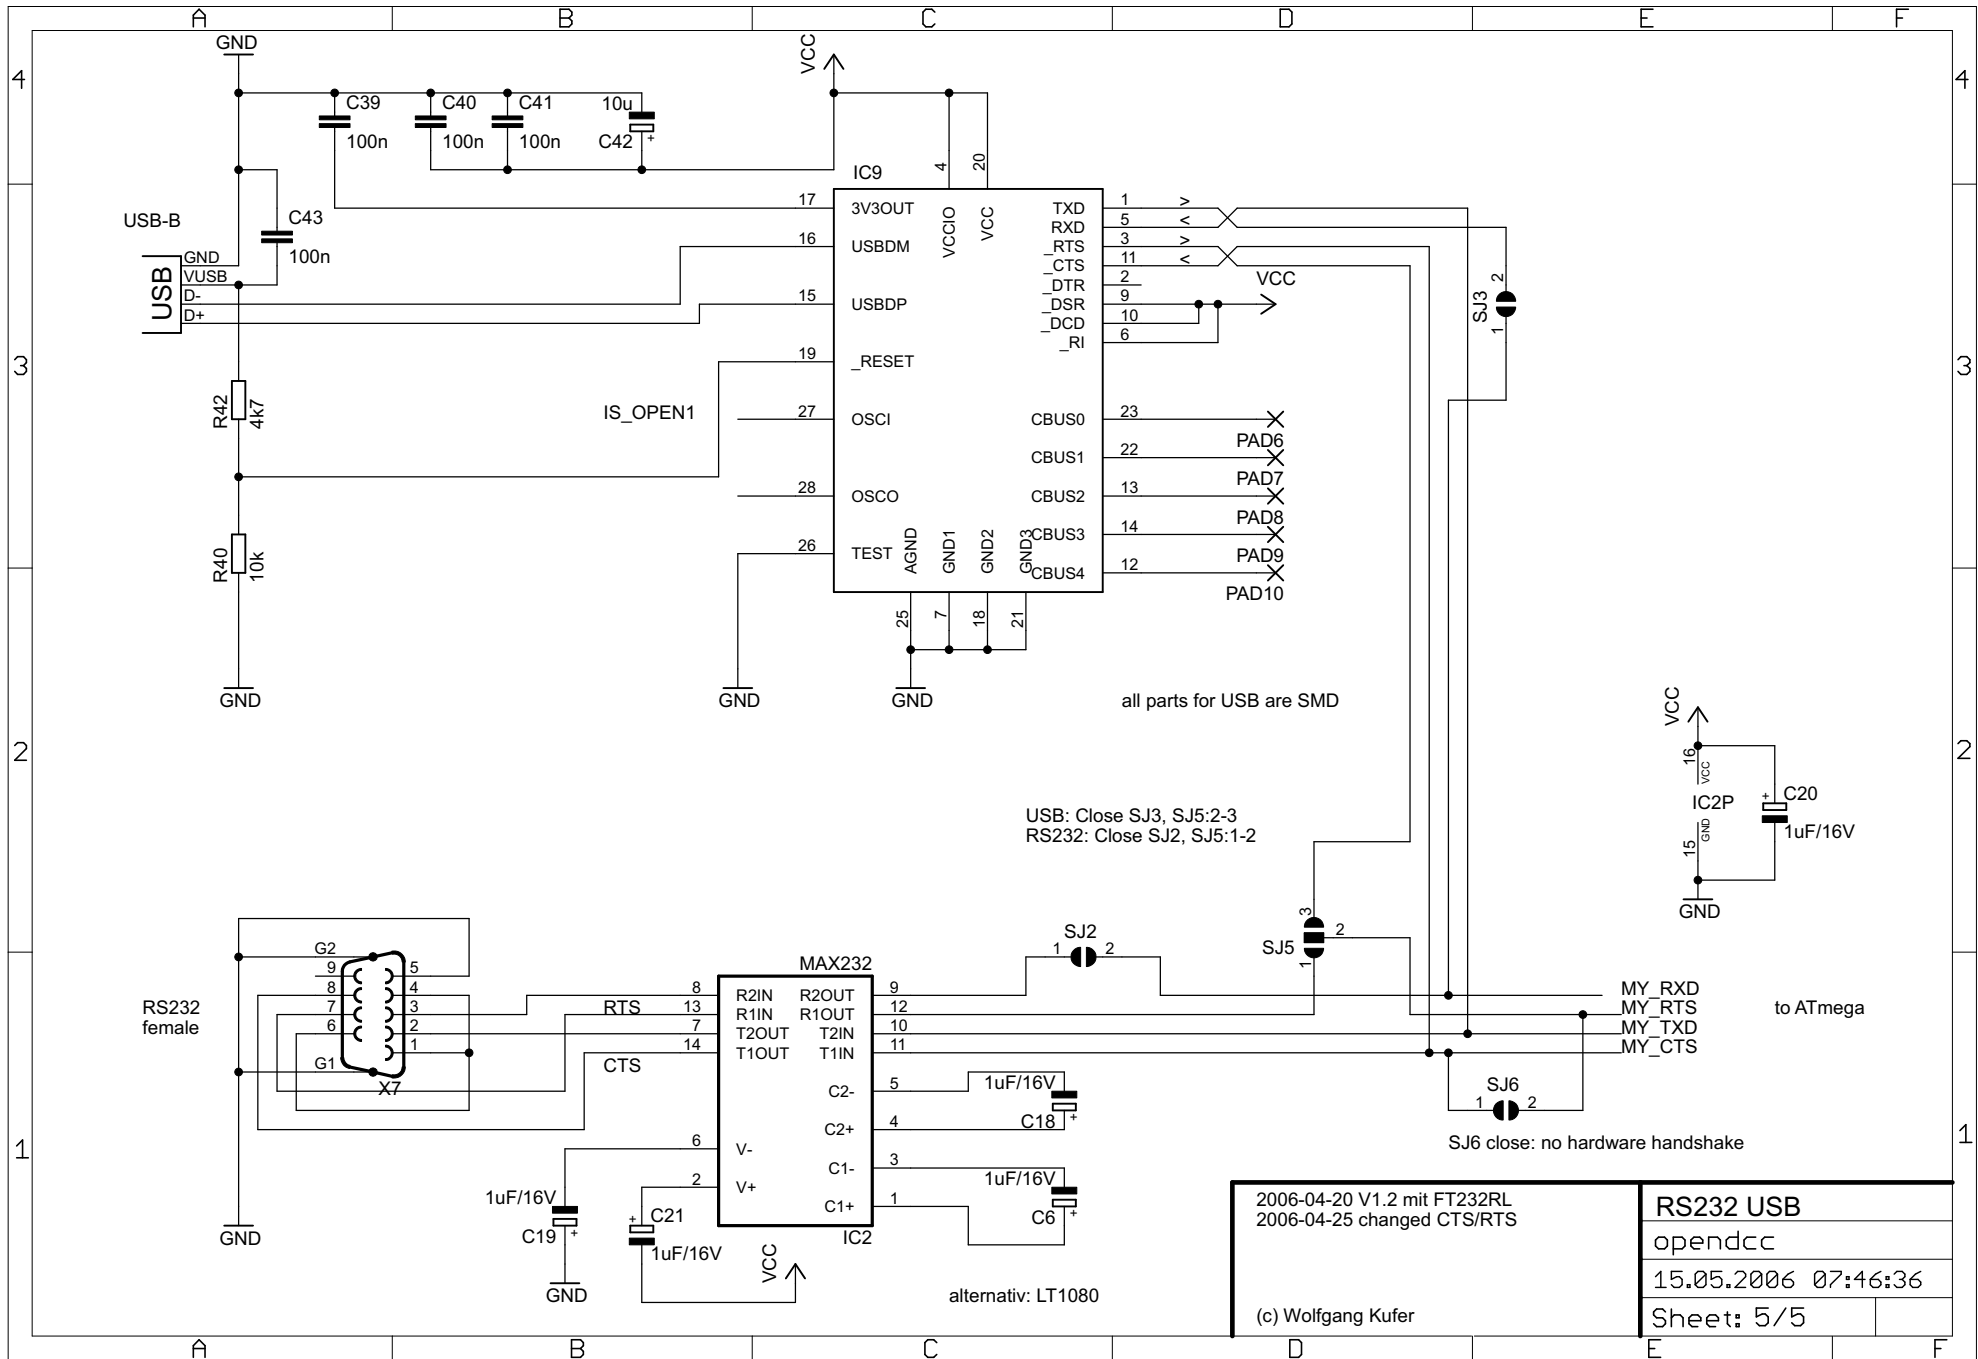 A B C D E F
4 4
GND
VCC
C39 C40 C41 10u
100n 100n 100n C42 +
4 20
IC9
USB-B
C43
100n
USB
GND
VUSB
D-
D+
17 3V3OUT
16 USBDM
15 USBDP
19 _RESET
27 OSCI
28 OSCO
26 TEST
VCCIO VCC
AGND GND1 GND2 GND3
25 7 18 21
TXD 1 >
RXD 5 <
_RTS 3 >
_CTS 11 <
_DTR 2
_DSR 9
_DCD 10
_RI 6
VCC
CBUS0 23
PAD6
CBUS1 22
PAD7
CBUS2 13
PAD8
CBUS3 14
PAD9
CBUS4 12
PAD10
SJ3
1 2
3 3
R42
4k7
IS_OPEN1
R40
10k
GND GND GND
all parts for USB are SMD
2 2
VCC
16 VCC
IC2P
15 GND
+ C20
1uF/16V
GND
USB: Close SJ3, SJ5:2-3
RS232: Close SJ2, SJ5:1-2
SJ2
1 2
SJ5
3
2
1
RS232
female
G2
9
8
7
6
G1
5
4
3
2
1
X7
RTS
CTS
MAX232
8 R2IN R2OUT 9
13 R1IN R1OUT 12
7 T2OUT T2IN 10
14 T1OUT T1IN 11
C2- 5
C2+ 4
6 V-
C1- 3
2 V+
C1+ 1
IC2
1uF/16V
C18 +
1uF/16V
C6 +
1uF/16V
C19 +
+ C21
1uF/16V
VCC
GND GND
alternativ: LT1080
MY_RXD
MY_RTS
MY_TXD
MY_CTS
to ATmega
SJ6
1 2
SJ6 close: no hardware handshake
1 1
2006-04-20 V1.2 mit FT232RL
2006-04-25 changed CTS/RTS
(c) Wolfgang Kufer
RS232 USB
opendcc
15.05.2006 07:46:36
Sheet: 5/5
A B C D E F